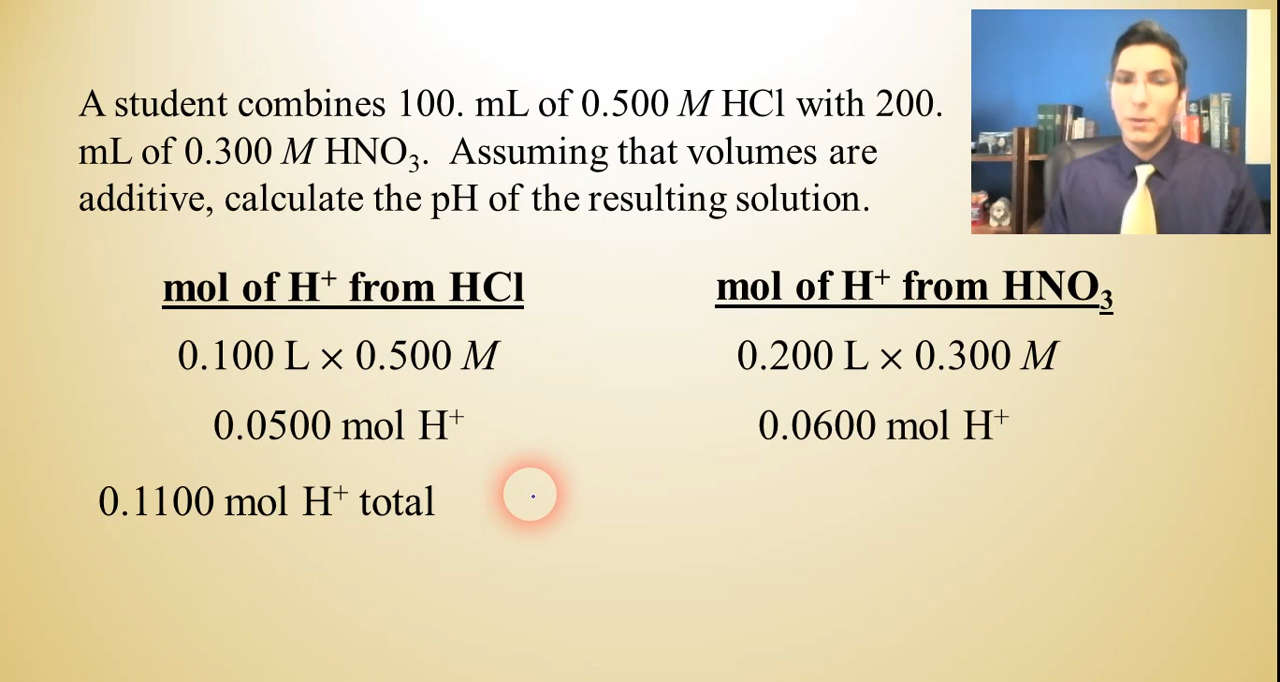 A student combines 100. mL of 0.500 M HCl with 200.
mL of 0.300 M HNO₃. Assuming that volumes are
additive, calculate the pH of the resulting solution.
mol of H⁺ from HCl
mol of H⁺ from HNO₃
0.100 L × 0.500 M
0.200 L × 0.300 M
0.0500 mol H⁺
0.0600 mol H⁺
0.1100 mol H⁺ total